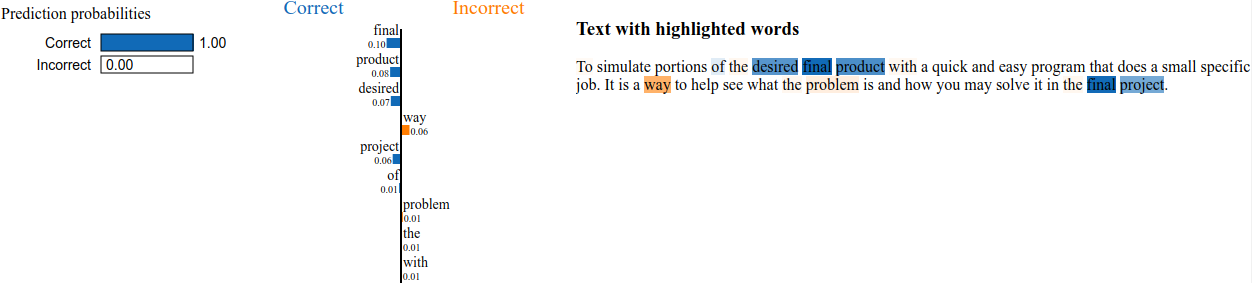 Prediction probabilities
Correct 1.00
Incorrect 0.00
Correct Incorrect
final
0.10
product
0.08
desired
0.07
way
0.06
project
0.06
of
0.01
problem
0.01
the
0.01
with
0.01
Text with highlighted words
To simulate portions of the desired final product with a quick and easy program that does a small specific
job. It is a way to help see what the problem is and how you may solve it in the final project.